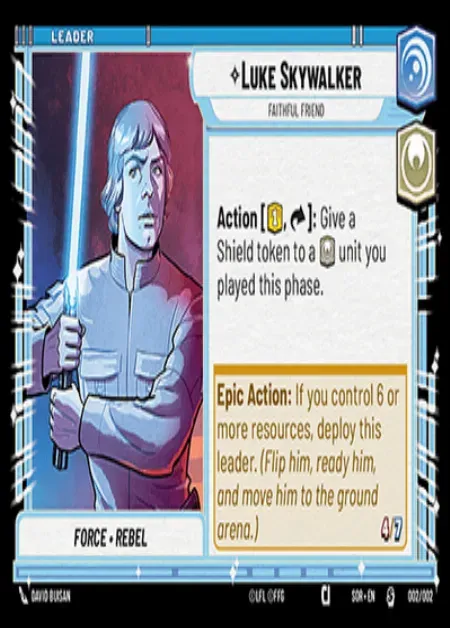 LEADER
LUKE SKYWALKER
FAITHFUL FRIEND
Action [1, ]: Give a
Shield token to a unit you
played this phase.
Epic Action: If you control 6 or
more resources, deploy this
leader. (Flip him, ready him,
and move him to the ground
arena.)
4/7
FORCE • REBEL
DAVID BUISAN
©LFL ©FFG
SOR • EN
002/002